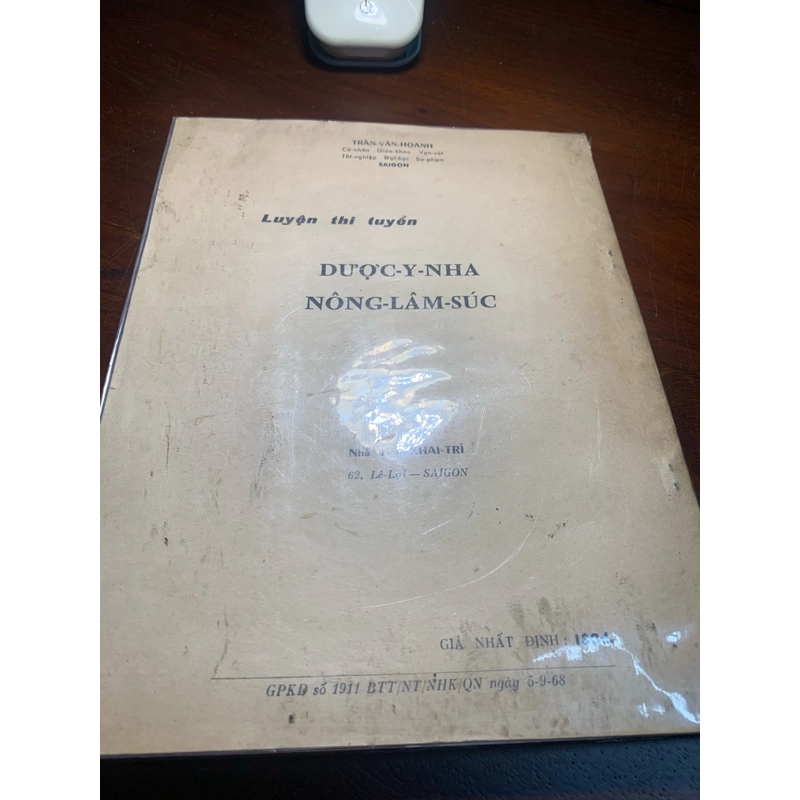 TRẦN-VĂN-HOANH
Cử-nhân Giáo-khoa Vạn-vật
Tốt-nghiệp Đại-học Sư-phạm
SAIGON
Luyện thi tuyển
DƯỢC-Y-NHA
NÔNG-LÂM-SÚC
Nhà KHAI-TRÍ
62, Lê-Lợi — SAIGON
GIÁ NHẤT ĐỊNH :
GPKD số 1911 BTT/NT/NHK/QN ngày 5-9-68